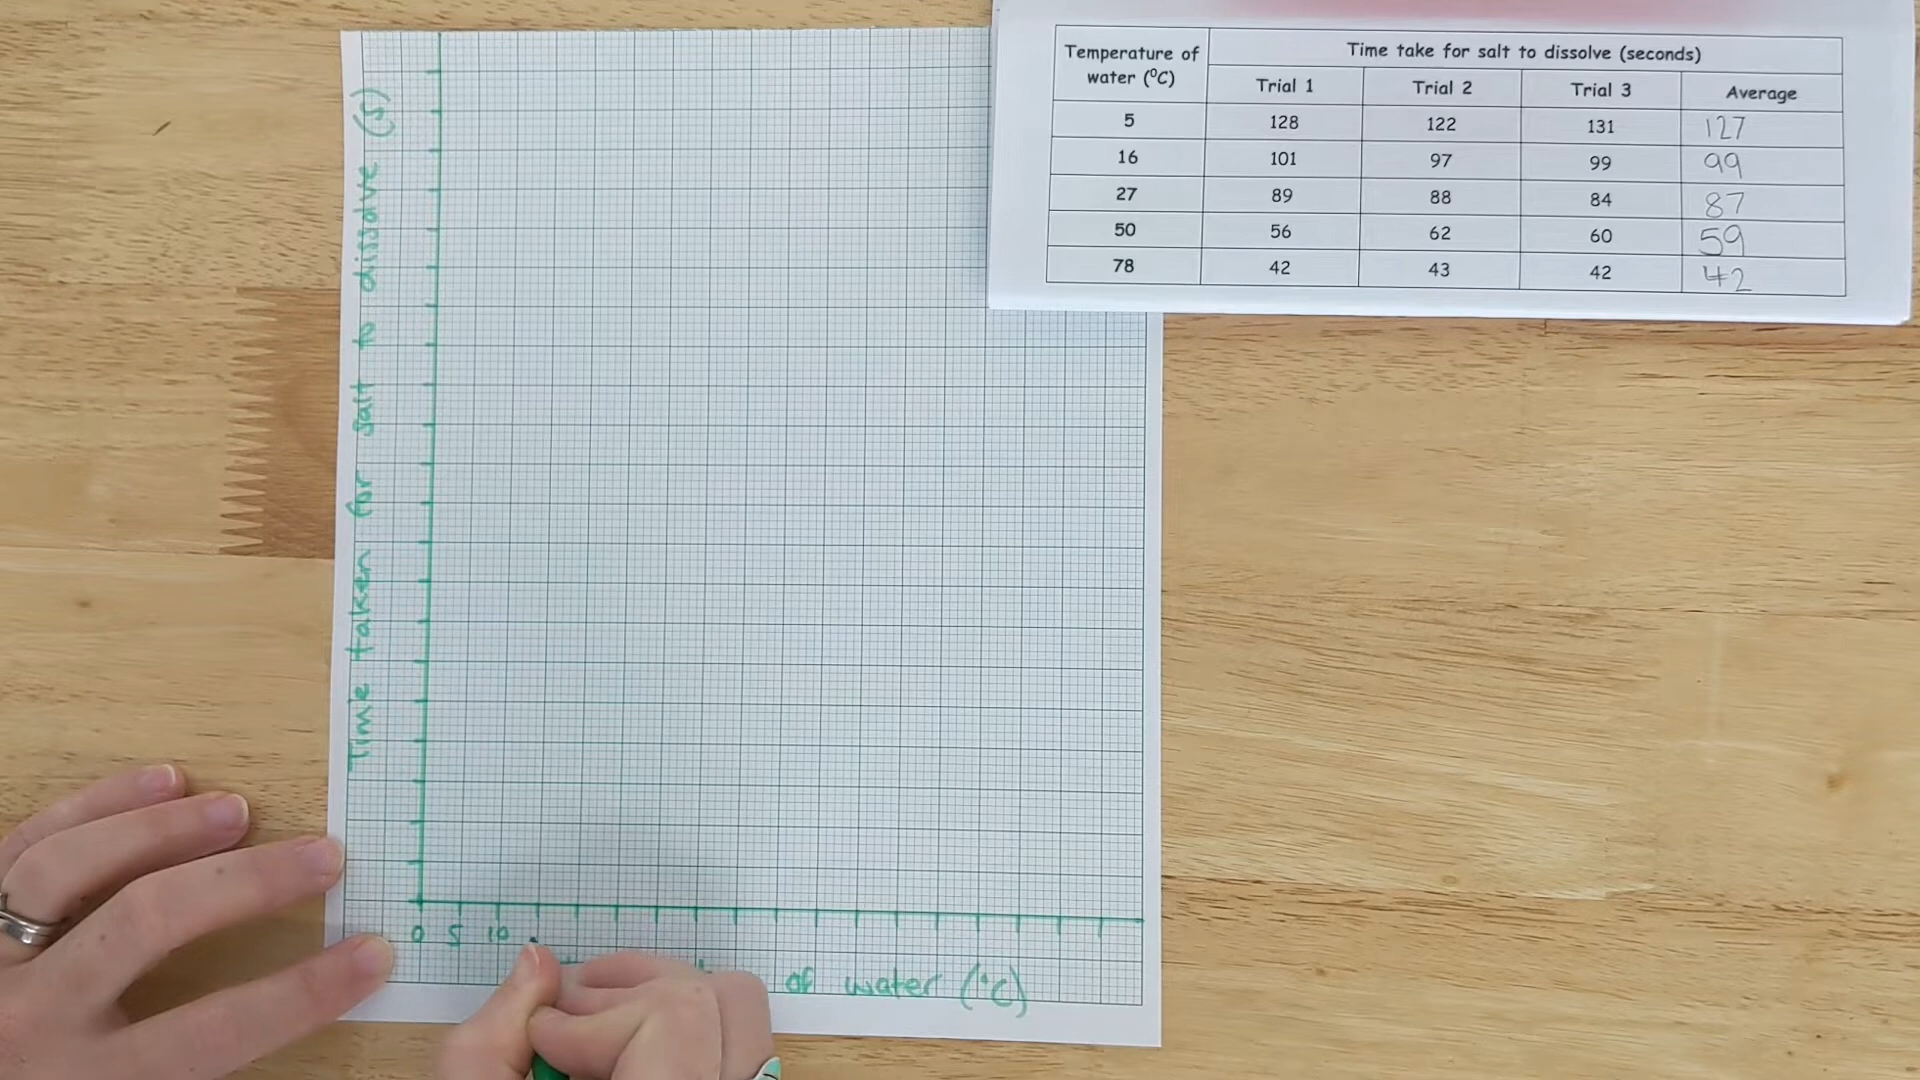 Temperature of water (⁰C)
Time take for salt to dissolve (seconds)
Trial 1 Trial 2 Trial 3 Average
5 128 122 131 127
16 101 97 99 99
27 89 88 84 87
50 56 62 60 59
78 42 43 42 42
Time taken for salt to dissolve (s)
0 5 10
of water (°C)